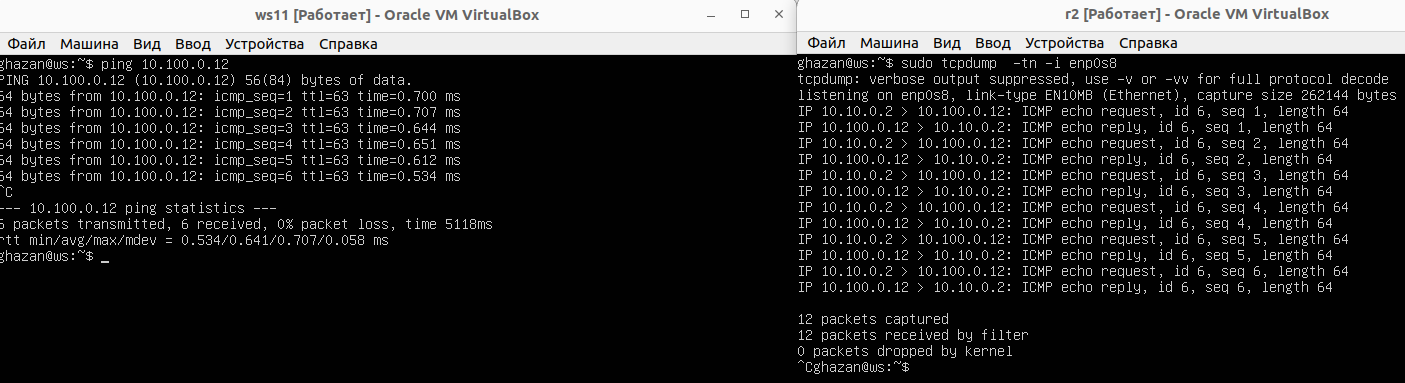 ws11 [Работает] - Oracle VM VirtualBox
Файл Машина Вид Ввод Устройства Справка
ghazan@ws:~$ ping 10.100.0.12
PING 10.100.0.12 (10.100.0.12) 56(84) bytes of data.
64 bytes from 10.100.0.12: icmp_seq=1 ttl=63 time=0.700 ms
64 bytes from 10.100.0.12: icmp_seq=2 ttl=63 time=0.707 ms
64 bytes from 10.100.0.12: icmp_seq=3 ttl=63 time=0.644 ms
64 bytes from 10.100.0.12: icmp_seq=4 ttl=63 time=0.651 ms
64 bytes from 10.100.0.12: icmp_seq=5 ttl=63 time=0.612 ms
64 bytes from 10.100.0.12: icmp_seq=6 ttl=63 time=0.534 ms
^C
--- 10.100.0.12 ping statistics ---
6 packets transmitted, 6 received, 0% packet loss, time 5118ms
rtt min/avg/max/mdev = 0.534/0.641/0.707/0.058 ms
ghazan@ws:~$ _
r2 [Работает] - Oracle VM VirtualBox
Файл Машина Вид Ввод Устройства Справка
ghazan@ws:~$ sudo tcpdump  -tn -i enp0s8
tcpdump: verbose output suppressed, use -v or -vv for full protocol decode
listening on enp0s8, link-type EN10MB (Ethernet), capture size 262144 bytes
IP 10.10.0.2 > 10.100.0.12: ICMP echo request, id 6, seq 1, length 64
IP 10.100.0.12 > 10.10.0.2: ICMP echo reply, id 6, seq 1, length 64
IP 10.10.0.2 > 10.100.0.12: ICMP echo request, id 6, seq 2, length 64
IP 10.100.0.12 > 10.10.0.2: ICMP echo reply, id 6, seq 2, length 64
IP 10.10.0.2 > 10.100.0.12: ICMP echo request, id 6, seq 3, length 64
IP 10.100.0.12 > 10.10.0.2: ICMP echo reply, id 6, seq 3, length 64
IP 10.10.0.2 > 10.100.0.12: ICMP echo request, id 6, seq 4, length 64
IP 10.100.0.12 > 10.10.0.2: ICMP echo reply, id 6, seq 4, length 64
IP 10.10.0.2 > 10.100.0.12: ICMP echo request, id 6, seq 5, length 64
IP 10.100.0.12 > 10.10.0.2: ICMP echo reply, id 6, seq 5, length 64
IP 10.10.0.2 > 10.100.0.12: ICMP echo request, id 6, seq 6, length 64
IP 10.100.0.12 > 10.10.0.2: ICMP echo reply, id 6, seq 6, length 64
12 packets captured
12 packets received by filter
0 packets dropped by kernel
^Cghazan@ws:~$